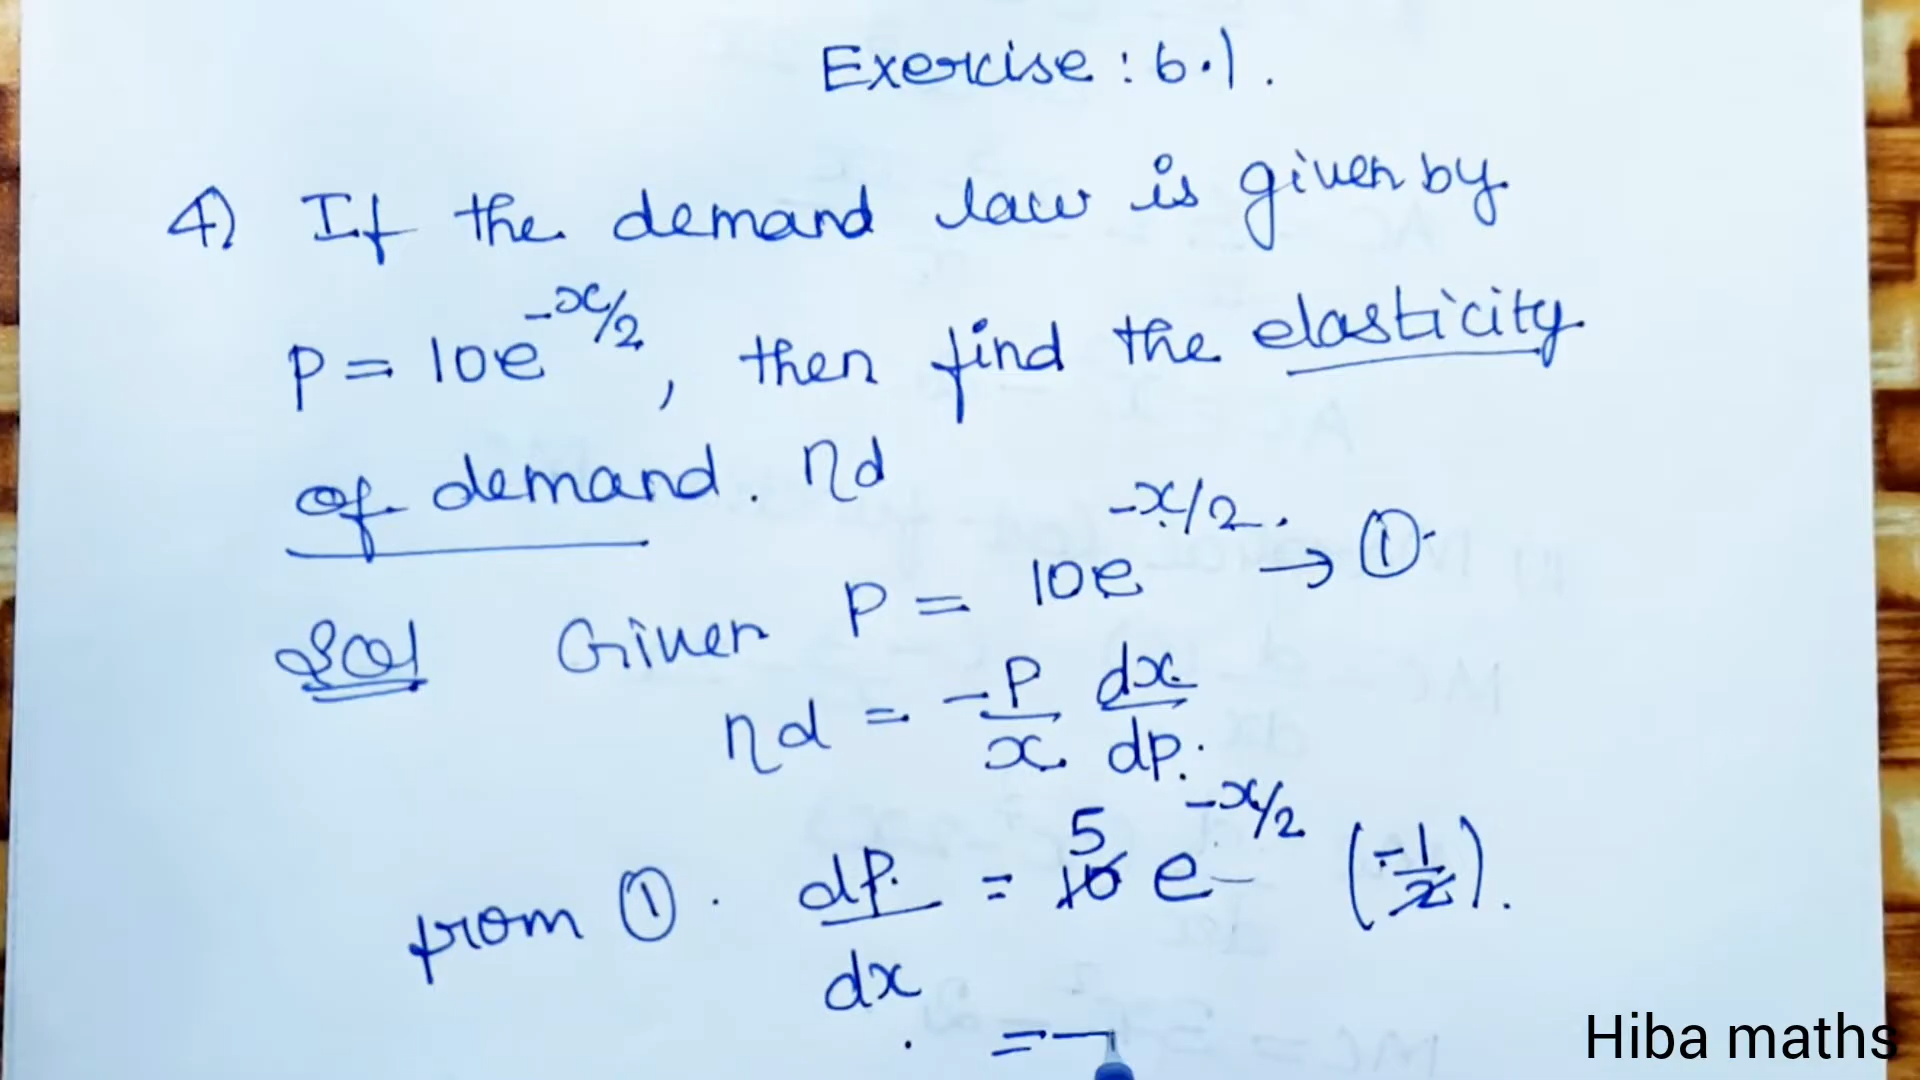 Exercise : 6.1.
4) If the demand law is given by
P = 10e^{-x/2}, then find the elasticity
of demand. ηd
Sol Given P = 10e^{-x/2} → ①
ηd = -P/x dx/dp.
from ① . dp/dx = 10 5 e^{-x/2} (-1/2).
= -
Hiba maths